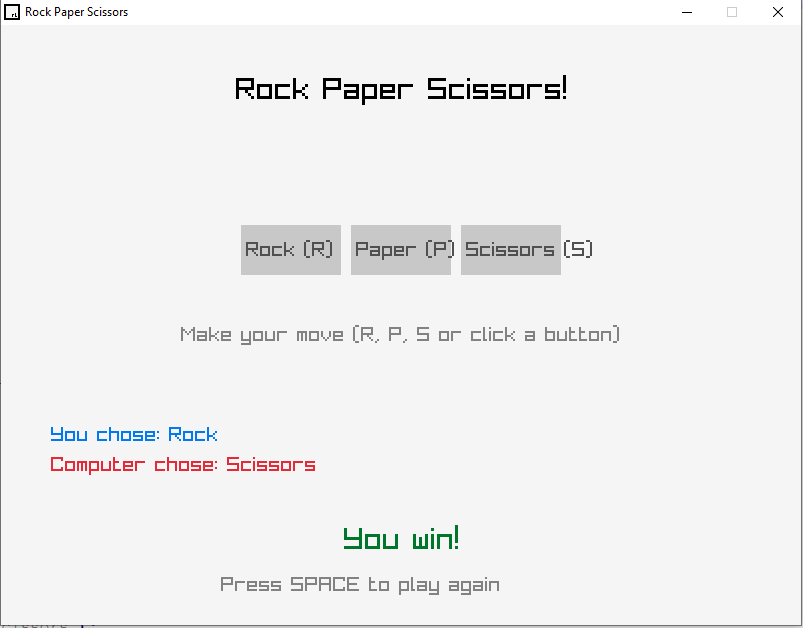 Rock Paper Scissors
Rock Paper Scissors!
Rock (R) Paper (P) Scissors (S)
Make your move (R, P, S or click a button)
You chose: Rock
Computer chose: Scissors
You win!
Press SPACE to play again